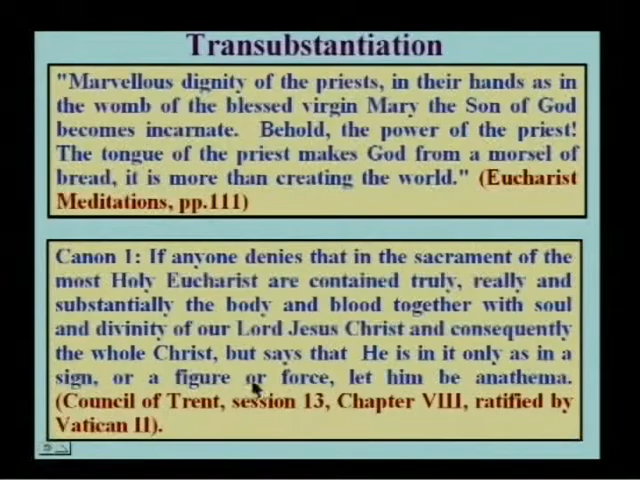 Transubstantiation
"Marvellous dignity of the priests, in their hands as in
the womb of the blessed virgin Mary the Son of God
becomes incarnate. Behold, the power of the priest!
The tongue of the priest makes God from a morsel of
bread, it is more than creating the world." (Eucharist
Meditations, pp.111)
Canon 1: If anyone denies that in the sacrament of the
most Holy Eucharist are contained truly, really and
substantially the body and blood together with soul
and divinity of our Lord Jesus Christ and consequently
the whole Christ, but says that He is in it only as in a
sign, or a figure or force, let him be anathema.
(Council of Trent, session 13, Chapter VIII, ratified by
Vatican II).